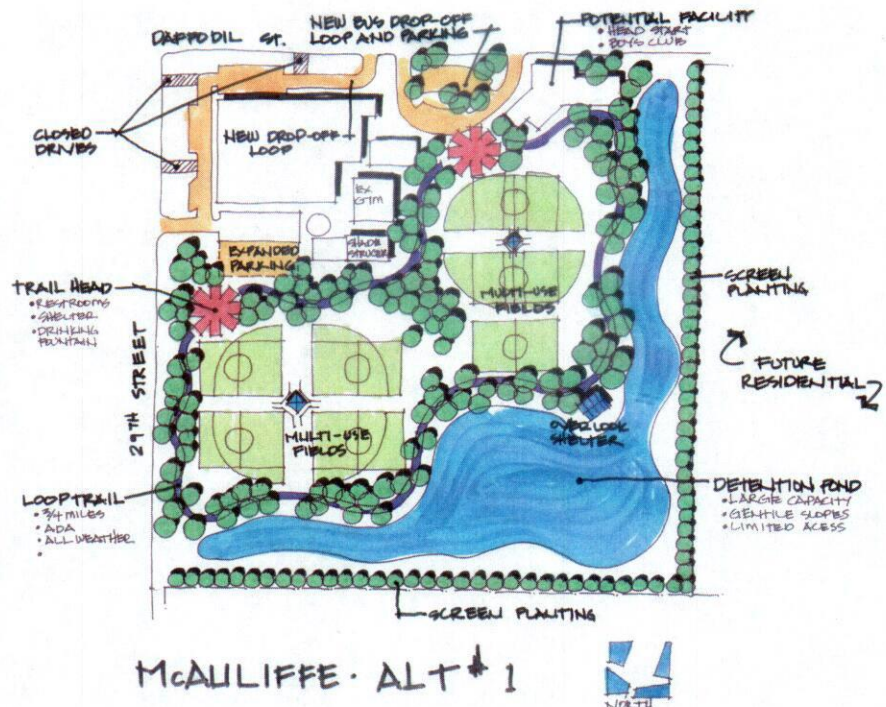 DAFFODIL ST.
NEW BUS DROP-OFF
LOOP AND PARKING
POTENTIAL FACILITY
• HEAD START
• BOYS CLUB
CLOSED
DRIVES
NEW DROP-OFF
LOOP
EX.
GYM
SHADE
EXPANDED
PARKING
TRAIL HEAD
• RESTROOMS
• SHELTER
• DRINKING
FOUNTAIN
29TH STREET
MULTI-USE
FIELDS
SCREEN
PLANTING
FUTURE
RESIDENTIAL
MULTI-USE
FIELDS
OVERLOOK
SHELTER
LOOP TRAIL
• 3/4 MILES
• ADA
• ALL WEATHER
•
DETENTION POND
• LARGE CAPACITY
• GENTILE SLOPES
• LIMITED ACESS
SCREEN PLANTING
McAULIFFE · ALT # 1
NORTH